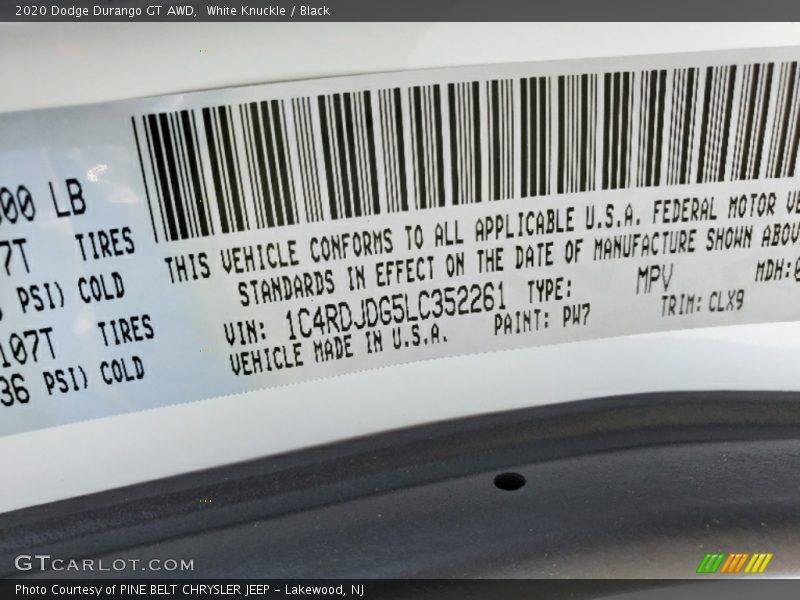 2020 Dodge Durango GT AWD,  White Knuckle / Black
00 LB
7T TIRES
PSI) COLD
107T TIRES
36 PSI) COLD
THIS VEHICLE CONFORMS TO ALL APPLICABLE U.S.A. FEDERAL MOTOR VE
STANDARDS IN EFFECT ON THE DATE OF MANUFACTURE SHOWN ABOV
VIN: 1C4RDJDG5LC352261 TYPE: MPV MDH:0
VEHICLE MADE IN U.S.A. PAINT: PW7 TRIM: CLX9
GTCARLOT.COM
Photo Courtesy of PINE BELT CHRYSLER JEEP - Lakewood, NJ